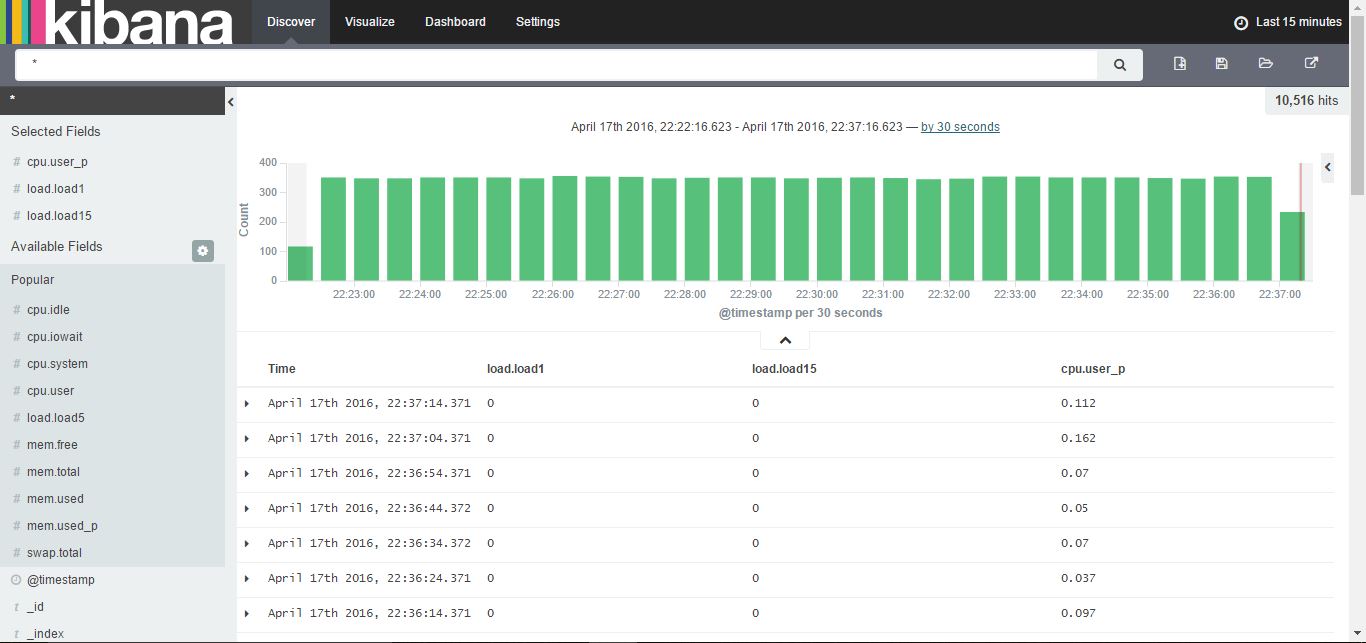 kibana Discover Visualize Dashboard Settings Last 15 minutes
*
*
10,516 hits
Selected Fields
# cpu.user_p
# load.load1
# load.load15
Available Fields
Popular
# cpu.idle
# cpu.iowait
# cpu.system
# cpu.user
# load.load5
# mem.free
# mem.total
# mem.used
# mem.used_p
# swap.total
@timestamp
t _id
t _index
April 17th 2016, 22:22:16.623 - April 17th 2016, 22:37:16.623 — by 30 seconds
Count
400
300
200
100
0
22:23:00 22:24:00 22:25:00 22:26:00 22:27:00 22:28:00 22:29:00 22:30:00 22:31:00 22:32:00 22:33:00 22:34:00 22:35:00 22:36:00 22:37:00
@timestamp per 30 seconds
Time load.load1 load.load15 cpu.user_p
April 17th 2016, 22:37:14.371 0 0 0.112
April 17th 2016, 22:37:04.371 0 0 0.162
April 17th 2016, 22:36:54.371 0 0 0.07
April 17th 2016, 22:36:44.372 0 0 0.05
April 17th 2016, 22:36:34.372 0 0 0.07
April 17th 2016, 22:36:24.371 0 0 0.037
April 17th 2016, 22:36:14.371 0 0 0.097